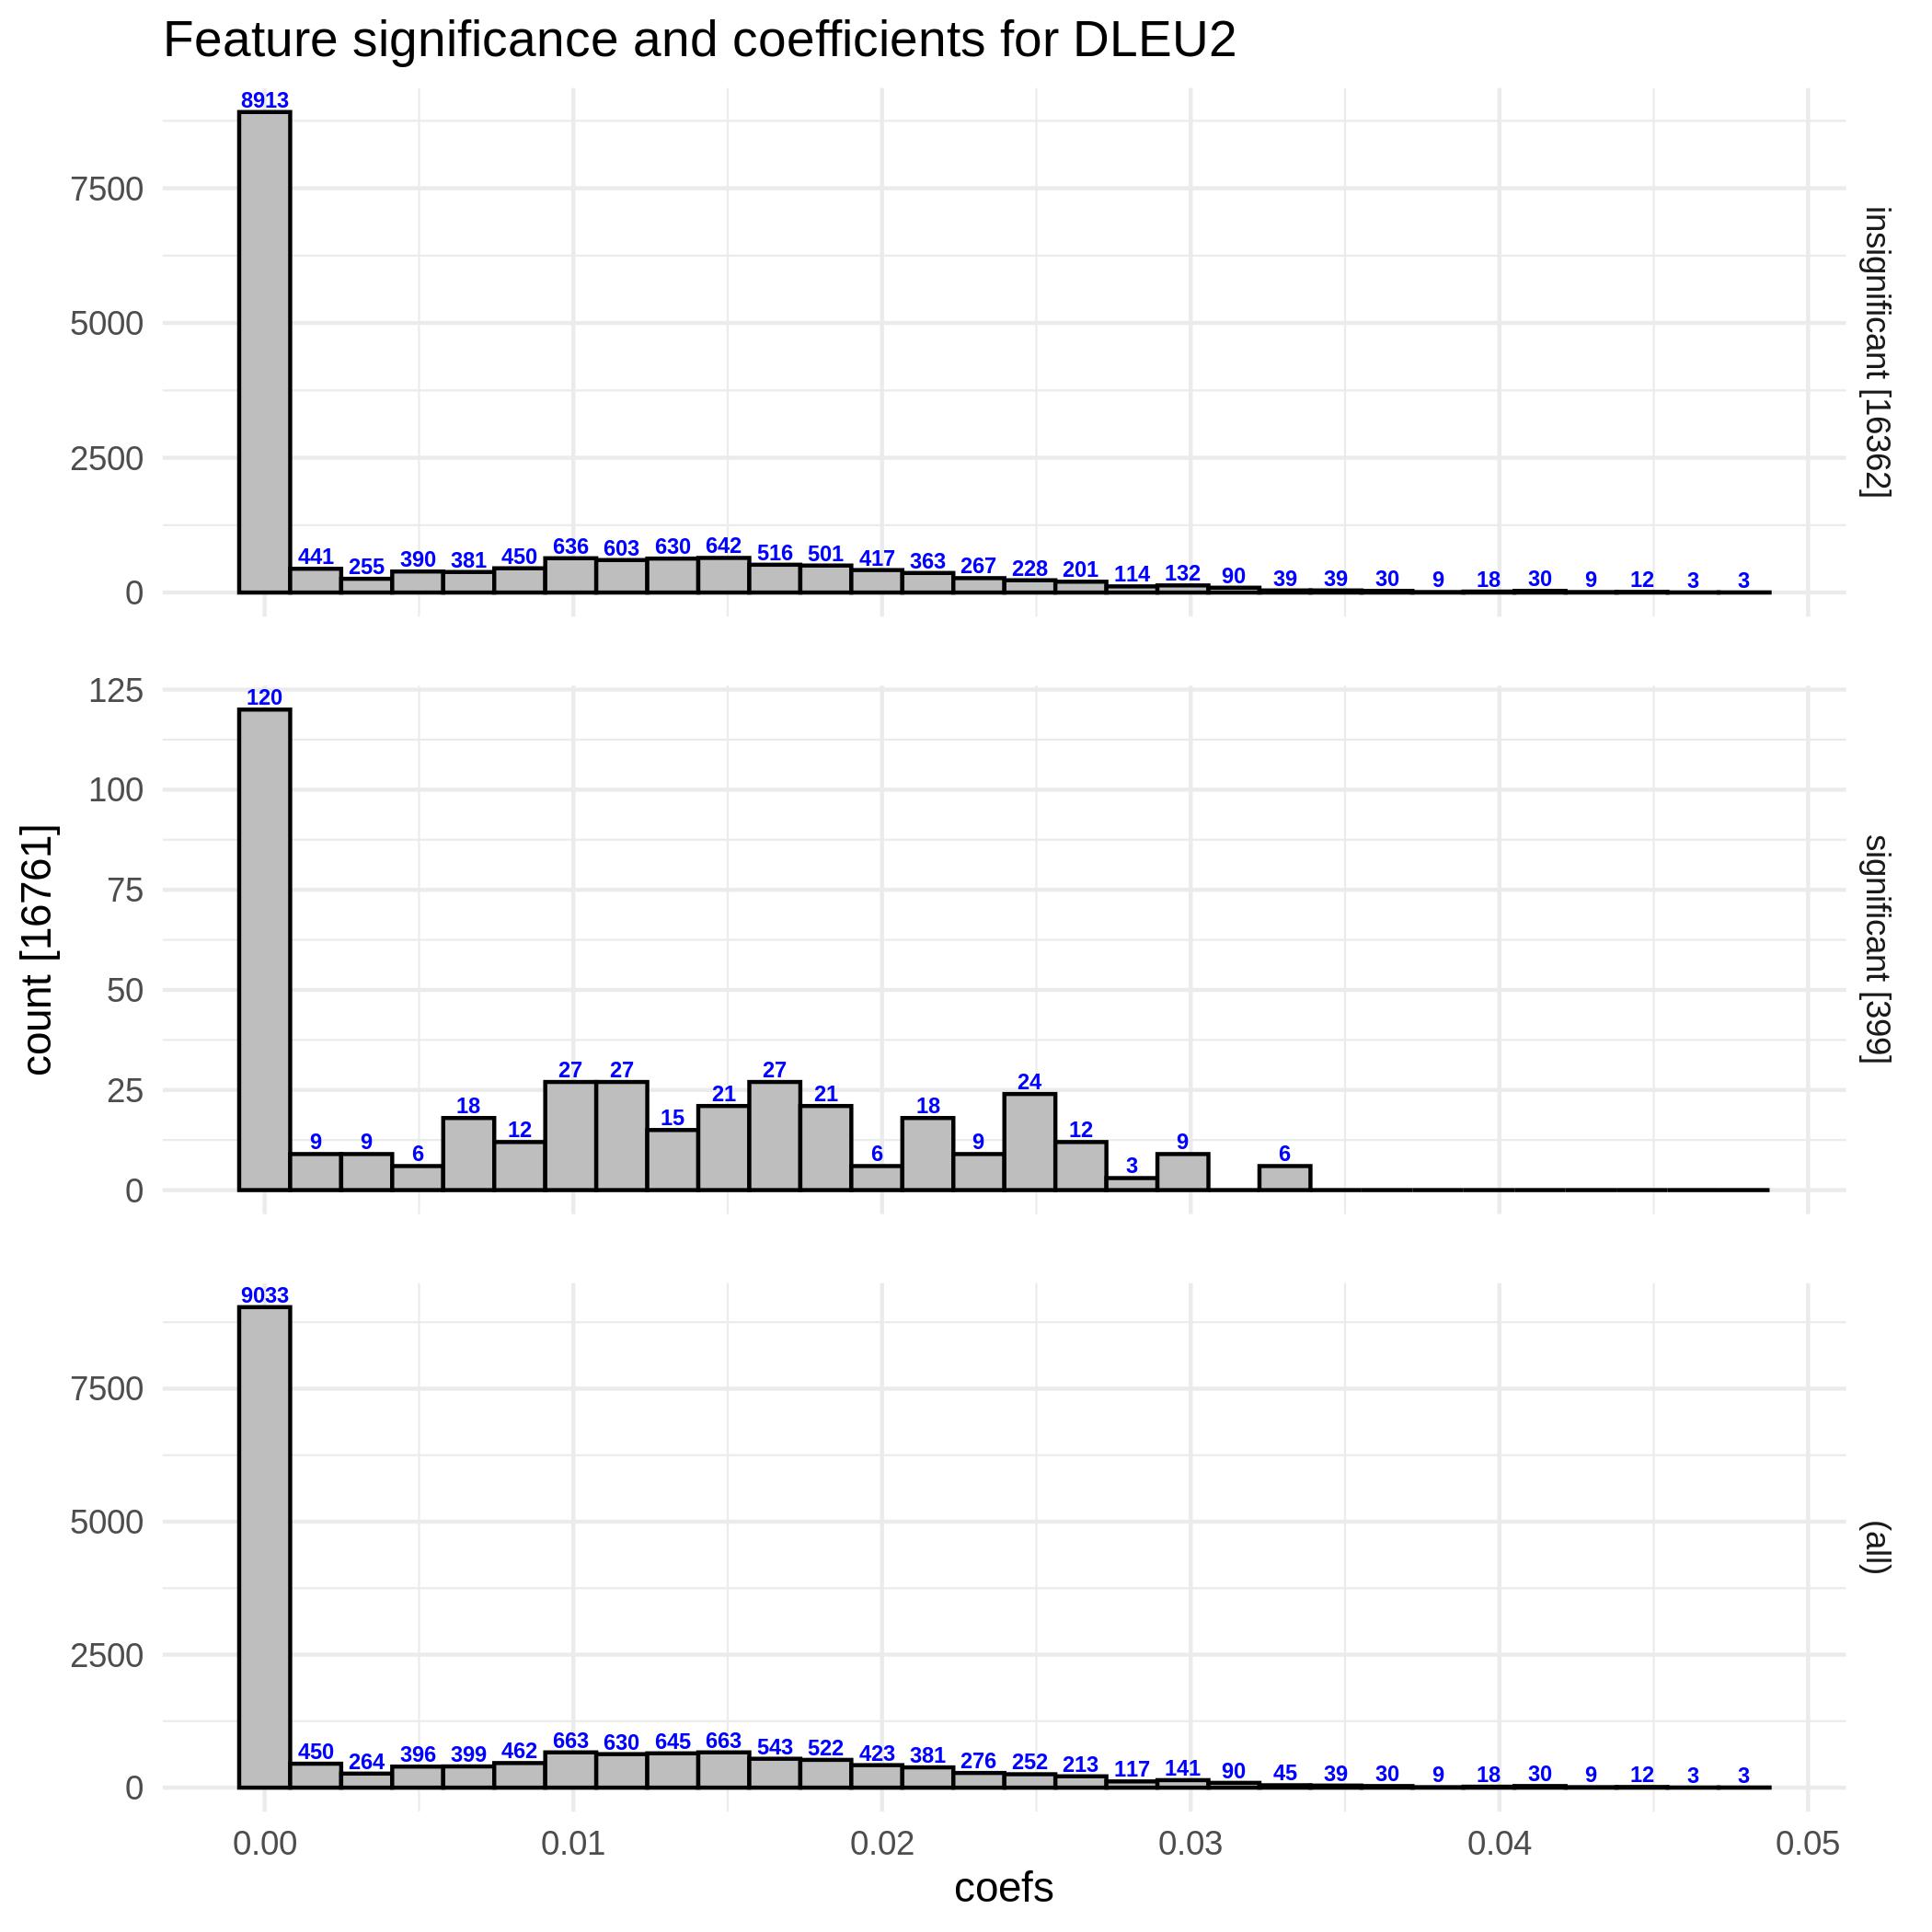 Feature significance and coefficients for DLEU2
8913
7500
5000
2500
0
441 255 390 381 450 636 603 630 642 516 501 417 363 267 228 201 114 132 90 39 39 30 9 18 30 9 12 3 3
insignificant [16362]
125
100
75
50
25
0
120 9 9 6 18 12 27 27 15 21 27 21 6 18 9 24 12 3 9 6
significant [399]
count [16761]
9033
7500
5000
2500
0
450 264 396 399 462 663 630 645 663 543 522 423 381 276 252 213 117 141 90 45 39 30 9 18 30 9 12 3 3
(all)
0.00 0.01 0.02 0.03 0.04 0.05
coefs